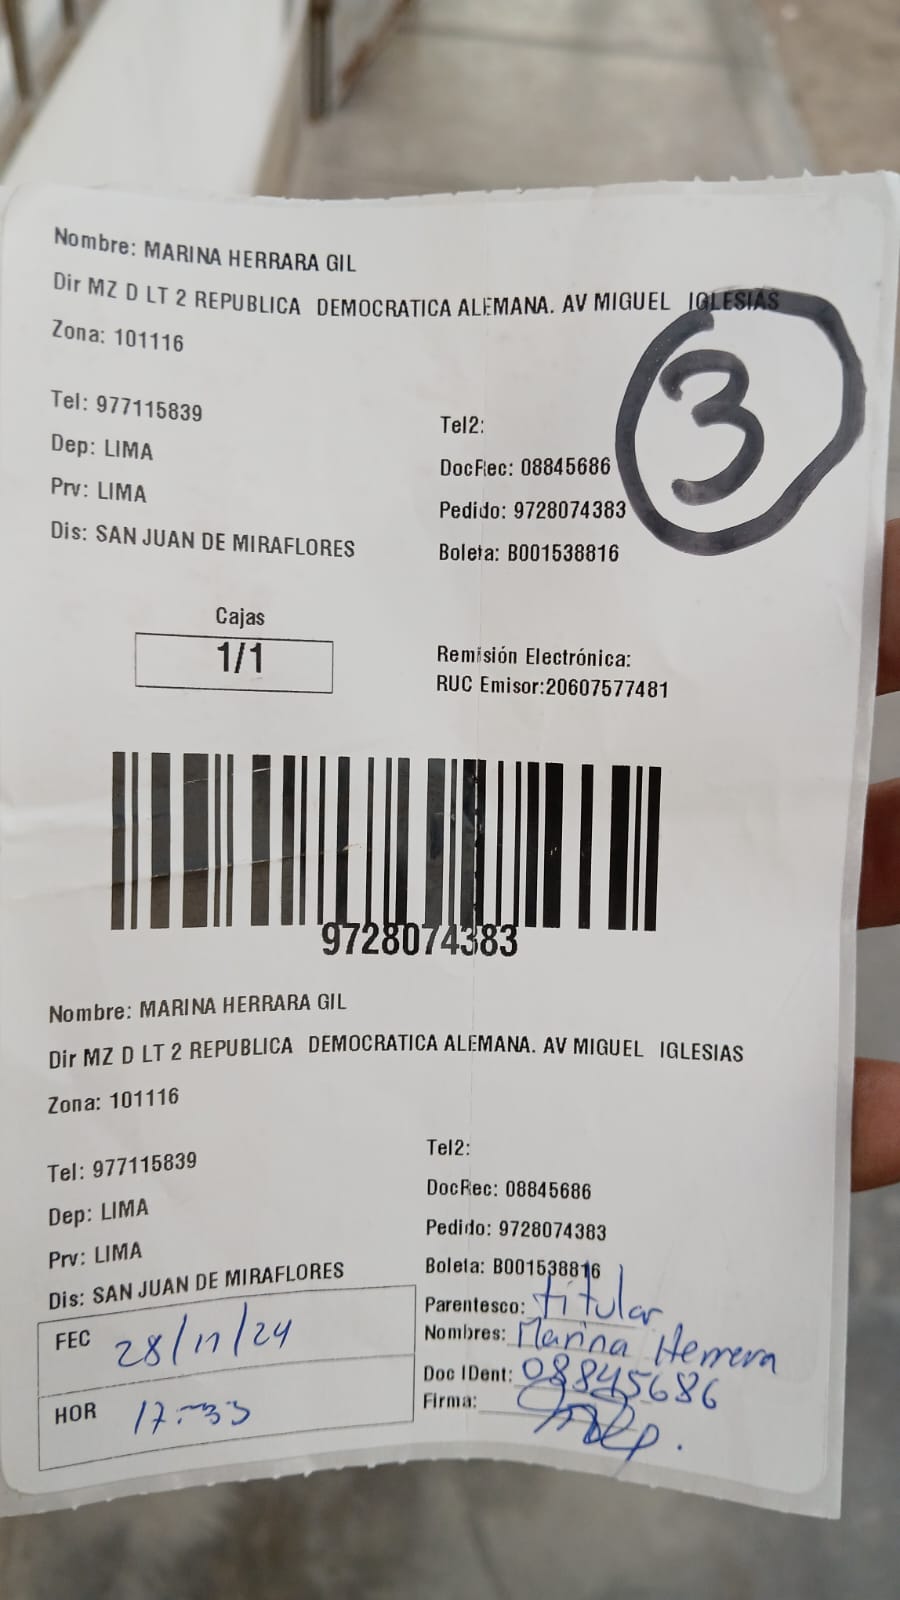 Nombre: MARINA HERRARA GIL
Dir MZ D LT 2 REPUBLICA DEMOCRATICA ALEMANA. AV MIGUEL IGLESIAS
Zona: 101116
3
Tel: 977115839
Dep: LIMA
Prv: LIMA
Dis: SAN JUAN DE MIRAFLORES
Tel2:
DocRec: 08845686
Pedido: 9728074383
Boleta: B001538816
Cajas
1/1
Remisión Electrónica:
RUC Emisor:20607577481
9728074383
Nombre: MARINA HERRARA GIL
Dir MZ D LT 2 REPUBLICA DEMOCRATICA ALEMANA. AV MIGUEL IGLESIAS
Zona: 101116
Tel: 977115839
Dep: LIMA
Prv: LIMA
Dis: SAN JUAN DE MIRAFLORES
Tel2:
DocRec: 08845686
Pedido: 9728074383
Boleta: B001538816
FEC 28/11/24
HOR 17:33
Parentesco: titular
Nombres: Marina Herrera
Doc IDent: 08845686
Firma: